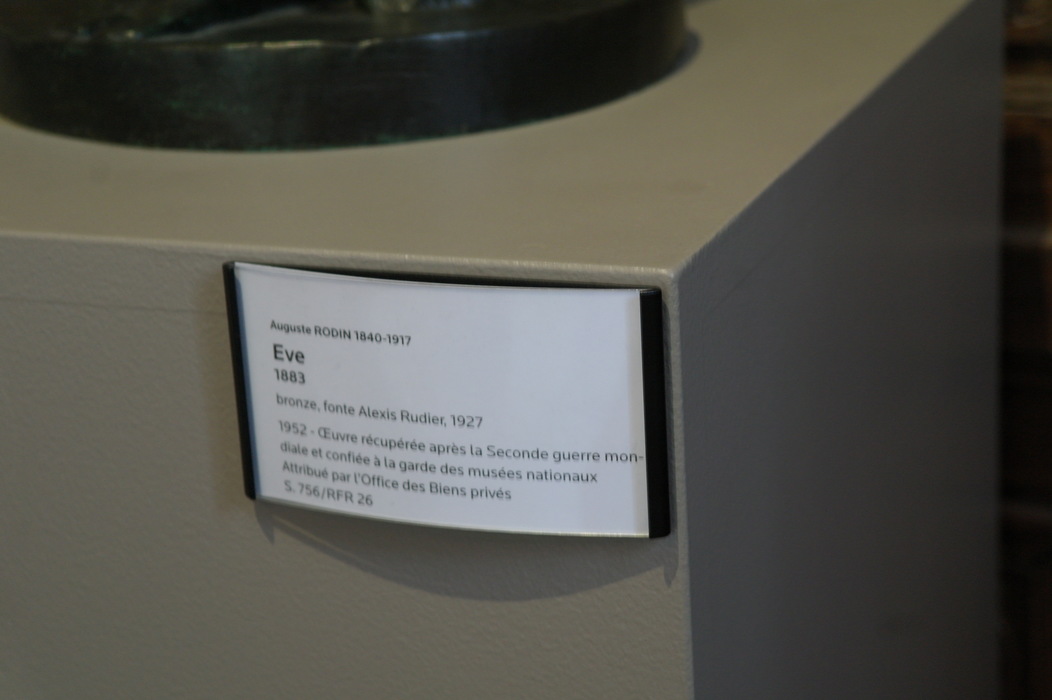 Auguste RODIN 1840-1917
Eve
1883
bronze, fonte Alexis Rudier, 1927
1952 - Œuvre récupérée après la Seconde guerre mon-
diale et confiée à la garde des musées nationaux
Attribué par l'Office des Biens privés
S. 756/RFR 26